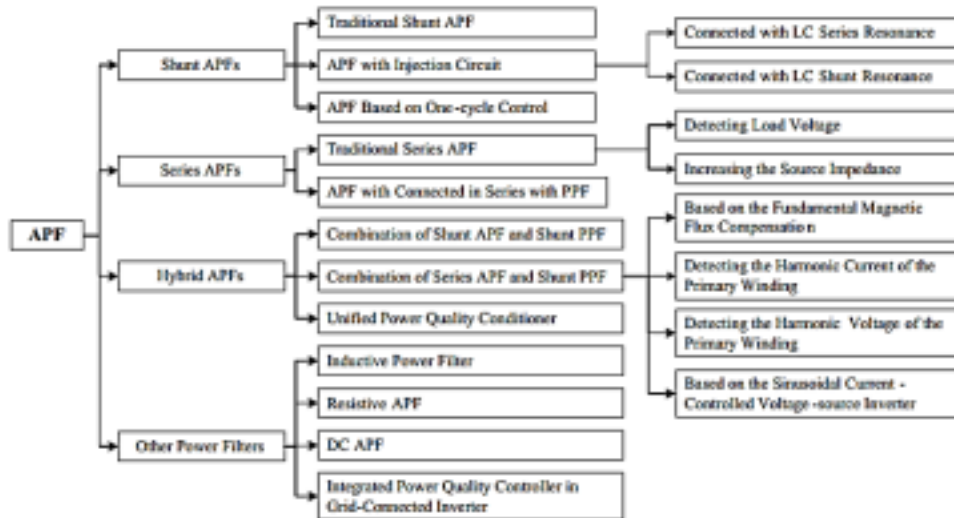 APF
Shunt APFs
Traditional Shunt APF
APF with Injection Circuit
Connected with LC Series Resonance
Connected with LC Shunt Resonance
APF Based on One-cycle Control
Series APFs
Traditional Series APF
Detecting Load Voltage
Increasing the Source Impedance
APF with Connected in Series with PPF
Hybrid APFs
Combination of Shunt APF and Shunt PPF
Combination of Series APF and Shunt PPF
Based on the Fundamental Magnetic
Flux Compensation
Detecting the Harmonic Current of the
Primary Winding
Detecting the Harmonic Voltage of the
Primary Winding
Based on the Sinusoidal Current -
Controlled Voltage -source Inverter
Unified Power Quality Conditioner
Other Power Filters
Inductive Power Filter
Resistive APF
DC APF
Integrated Power Quality Controller in
Grid-Connected Inverter